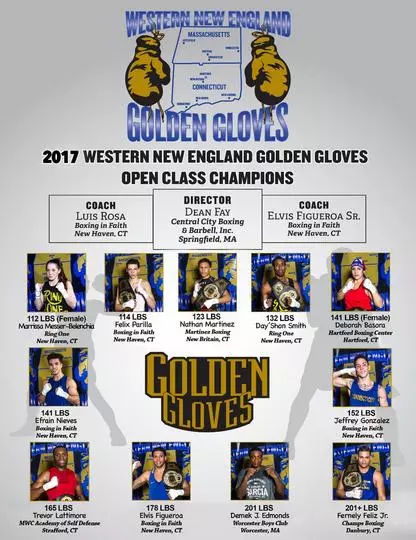 WESTERN NEW ENGLAND
MASSACHUSETTS
CONNECTICUT
GOLDEN GLOVES
2017 WESTERN NEW ENGLAND GOLDEN GLOVES
OPEN CLASS CHAMPIONS
COACH
LUIS ROSA
Boxing in Faith
New Haven, CT
DIRECTOR
DEAN FAY
Central City Boxing
& Barbell, Inc.
Springfield, MA
COACH
ELVIS FIGUEROA SR.
Boxing in Faith
New Haven, CT
112 LBS (Female)
Marrissa Messer-Belenchia
Ring One
New Haven, CT
114 LBS
Felix Parilla
Boxing in Faith
New Haven, CT
123 LBS
Nathan Martinez
Martinez Boxing
New Britain, CT
132 LBS
Day'Shon Smith
Ring One
New Haven, CT
141 LBS (Female)
Deborah Basora
Hartford Boxing Center
Hartford, CT
141 LBS
Efrain Nieves
Boxing in Faith
New Haven, CT
GOLDEN
GLOVES
152 LBS
Jeffrey Gonzalez
Boxing in Faith
New Haven, CT
165 LBS
Trevor Lattimore
MWC Academy of Self Defense
Stratford, CT
178 LBS
Elvis Figueroa
Boxing in Faith
New Haven, CT
201 LBS
Demek J. Edmonds
Worcester Boys Club
Worcester, MA
201+ LBS
Fernely Feliz Jr.
Champs Boxing
Danbury, CT